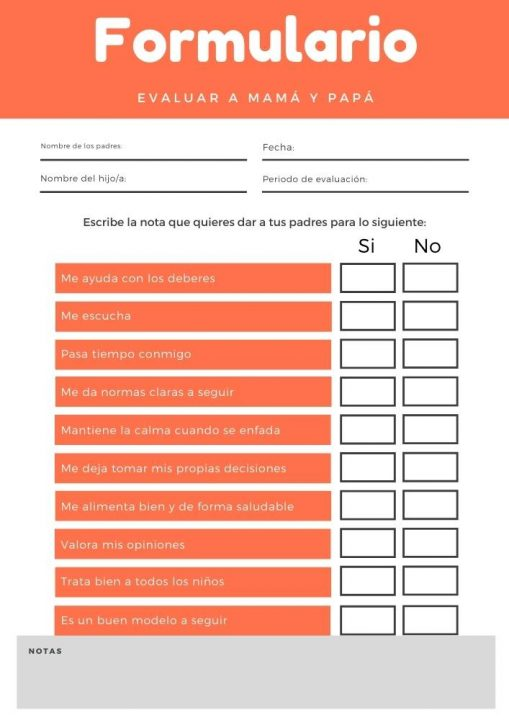 Formulario
EVALUAR A MAMÁ Y PAPÁ
Nombre de los padres:
Fecha:
Nombre del hijo/a:
Periodo de evaluación:
Escribe la nota que quieres dar a tus padres para lo siguiente:
Si No
Me ayuda con los deberes
Me escucha
Pasa tiempo conmigo
Me da normas claras a seguir
Mantiene la calma cuando se enfada
Me deja tomar mis propias decisiones
Me alimenta bien y de forma saludable
Valora mis opiniones
Trata bien a todos los niños
Es un buen modelo a seguir
NOTAS